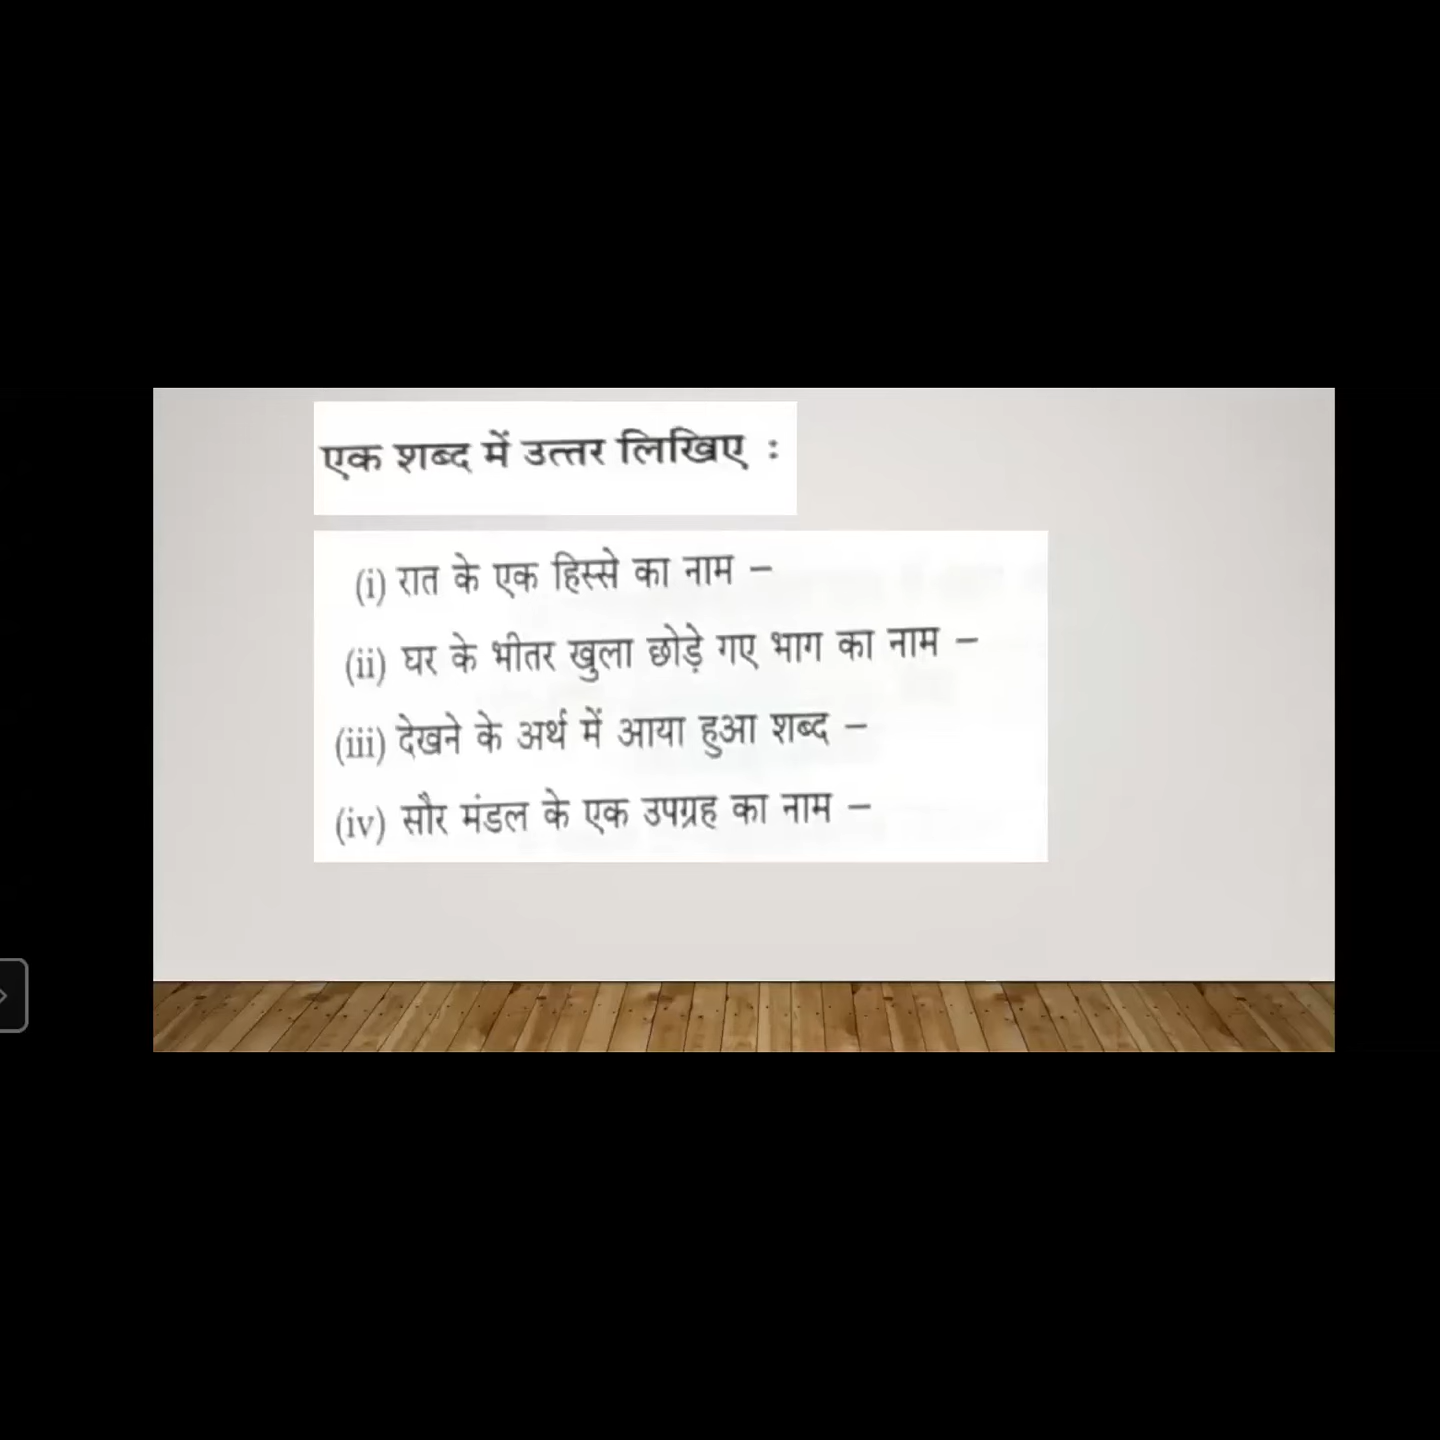 एक शब्द में उत्तर लिखिए :
(i) रात के एक हिस्से का नाम –
(ii) घर के भीतर खुला छोड़े गए भाग का नाम –
(iii) देखने के अर्थ में आया हुआ शब्द –
(iv) सौर मंडल के एक उपग्रह का नाम –